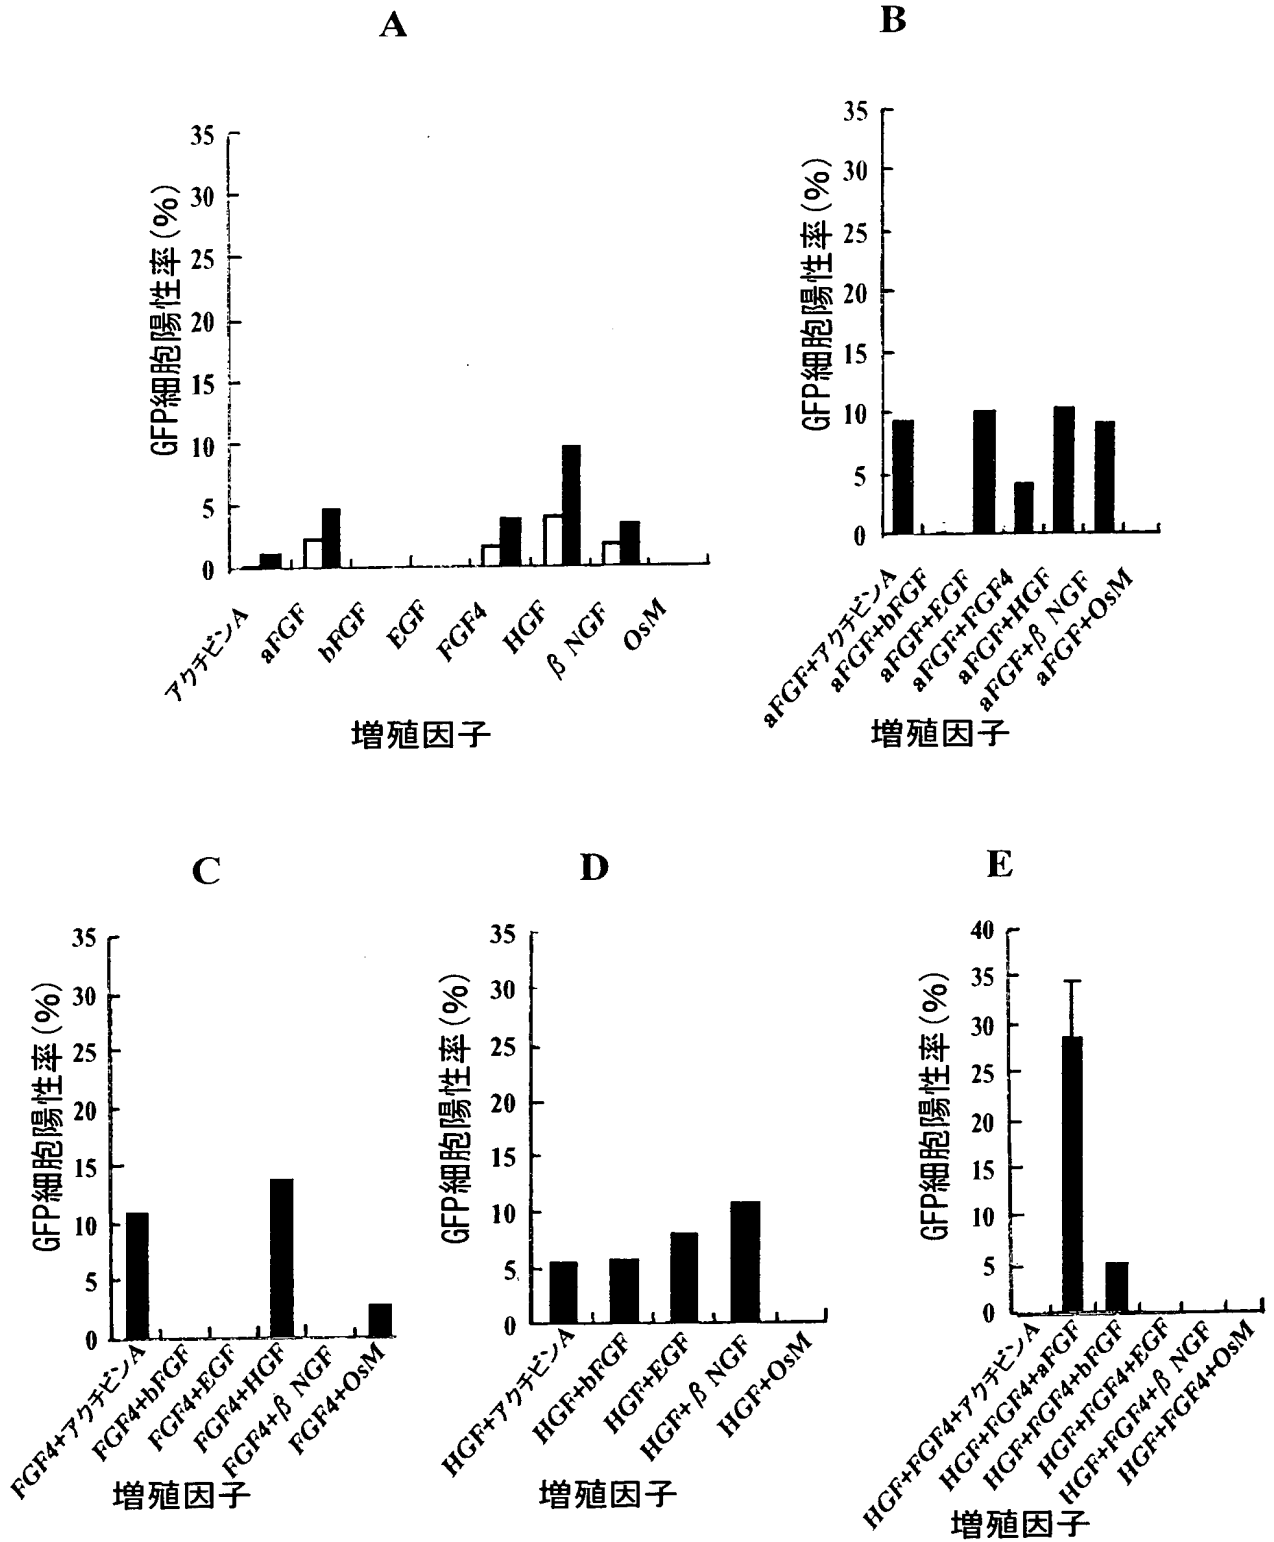 A
GFP細胞陽性率(%)
35
30
25
20
15
10
5
0
アクチビンA
aFGF
bFGF
EGF
FGF4
HGF
β NGF
OsM
増殖因子
B
GFP細胞陽性率(%)
35
30
25
20
15
10
5
0
aFGF+アクチビンA
aFGF+bFGF
aFGF+EGF
aFGF+FGF4
aFGF+HGF
aFGF+β NGF
aFGF+OsM
増殖因子
C
GFP細胞陽性率(%)
35
30
25
20
15
10
5
0
FGF4+アクチビンA
FGF4+bFGF
FGF4+EGF
FGF4+HGF
FGF4+β NGF
FGF4+OsM
増殖因子
D
GFP細胞陽性率(%)
35
30
25
20
15
10
5
0
HGF+アクチビンA
HGF+bFGF
HGF+EGF
HGF+β NGF
HGF+OsM
増殖因子
E
GFP細胞陽性率(%)
40
35
30
25
20
15
10
5
0
HGF+FGF4+アクチビンA
HGF+FGF4+aFGF
HGF+FGF4+bFGF
HGF+FGF4+EGF
HGF+FGF4+β NGF
HGF+FGF4+OsM
増殖因子